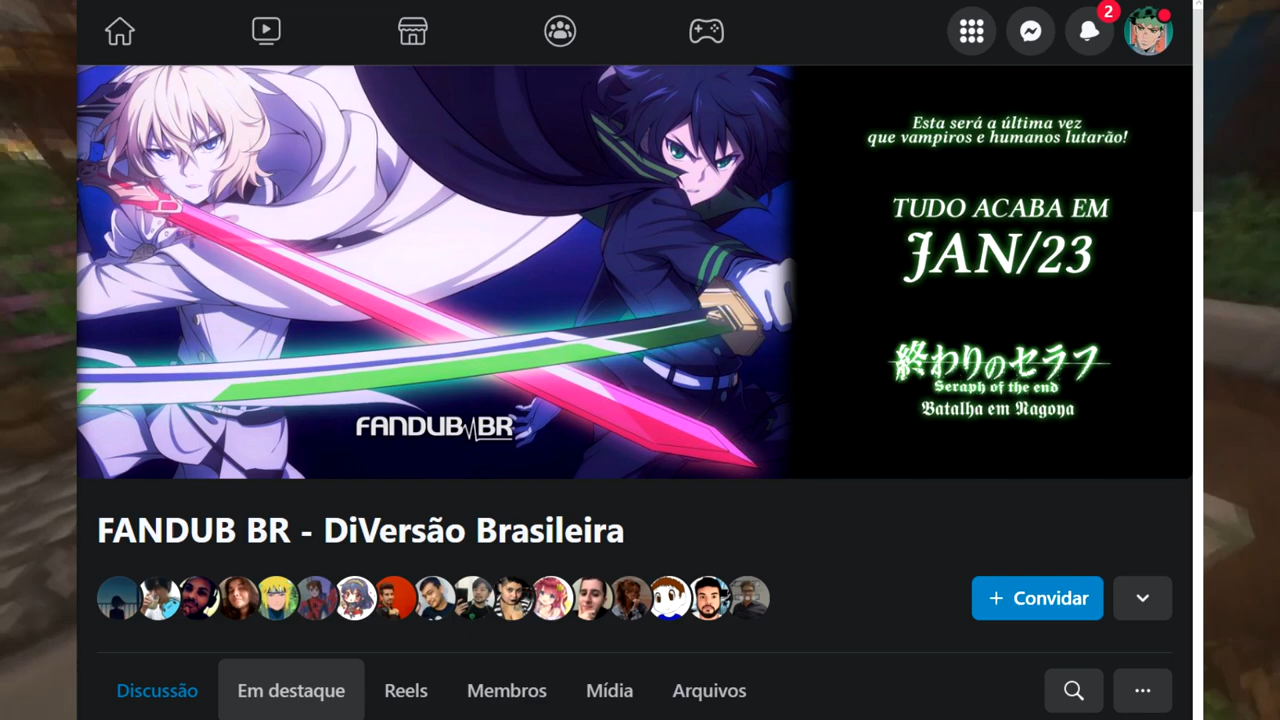 2
Esta será a última vez
que vampiros e humanos lutarão!
TUDO ACABA EM
JAN/23
終わりのセラフ
Seraph of the end
Batalha em Nagoya
FANDUB BR
FANDUB BR - DiVersão Brasileira
+ Convidar
Discussão
Em destaque
Reels
Membros
Mídia
Arquivos